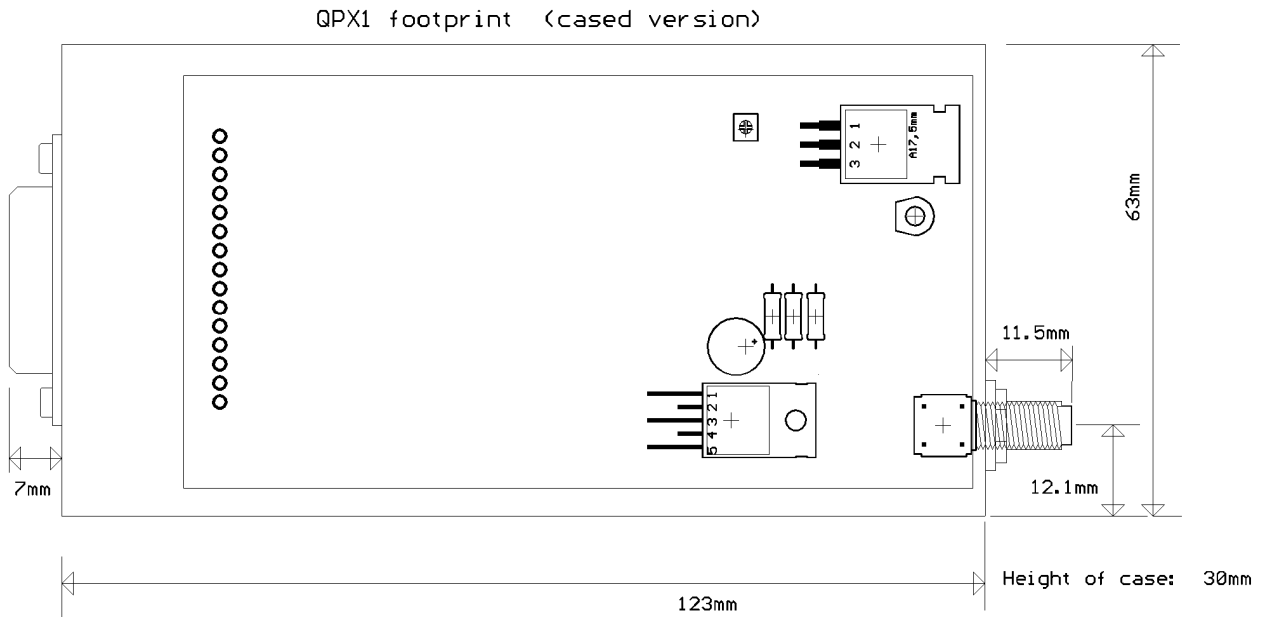 QPX1 footprint (cased version)
1
2
3
A17,5mm
63mm
11.5mm
1
2
3
4
5
12.1mm
7mm
Height of case: 30mm
123mm